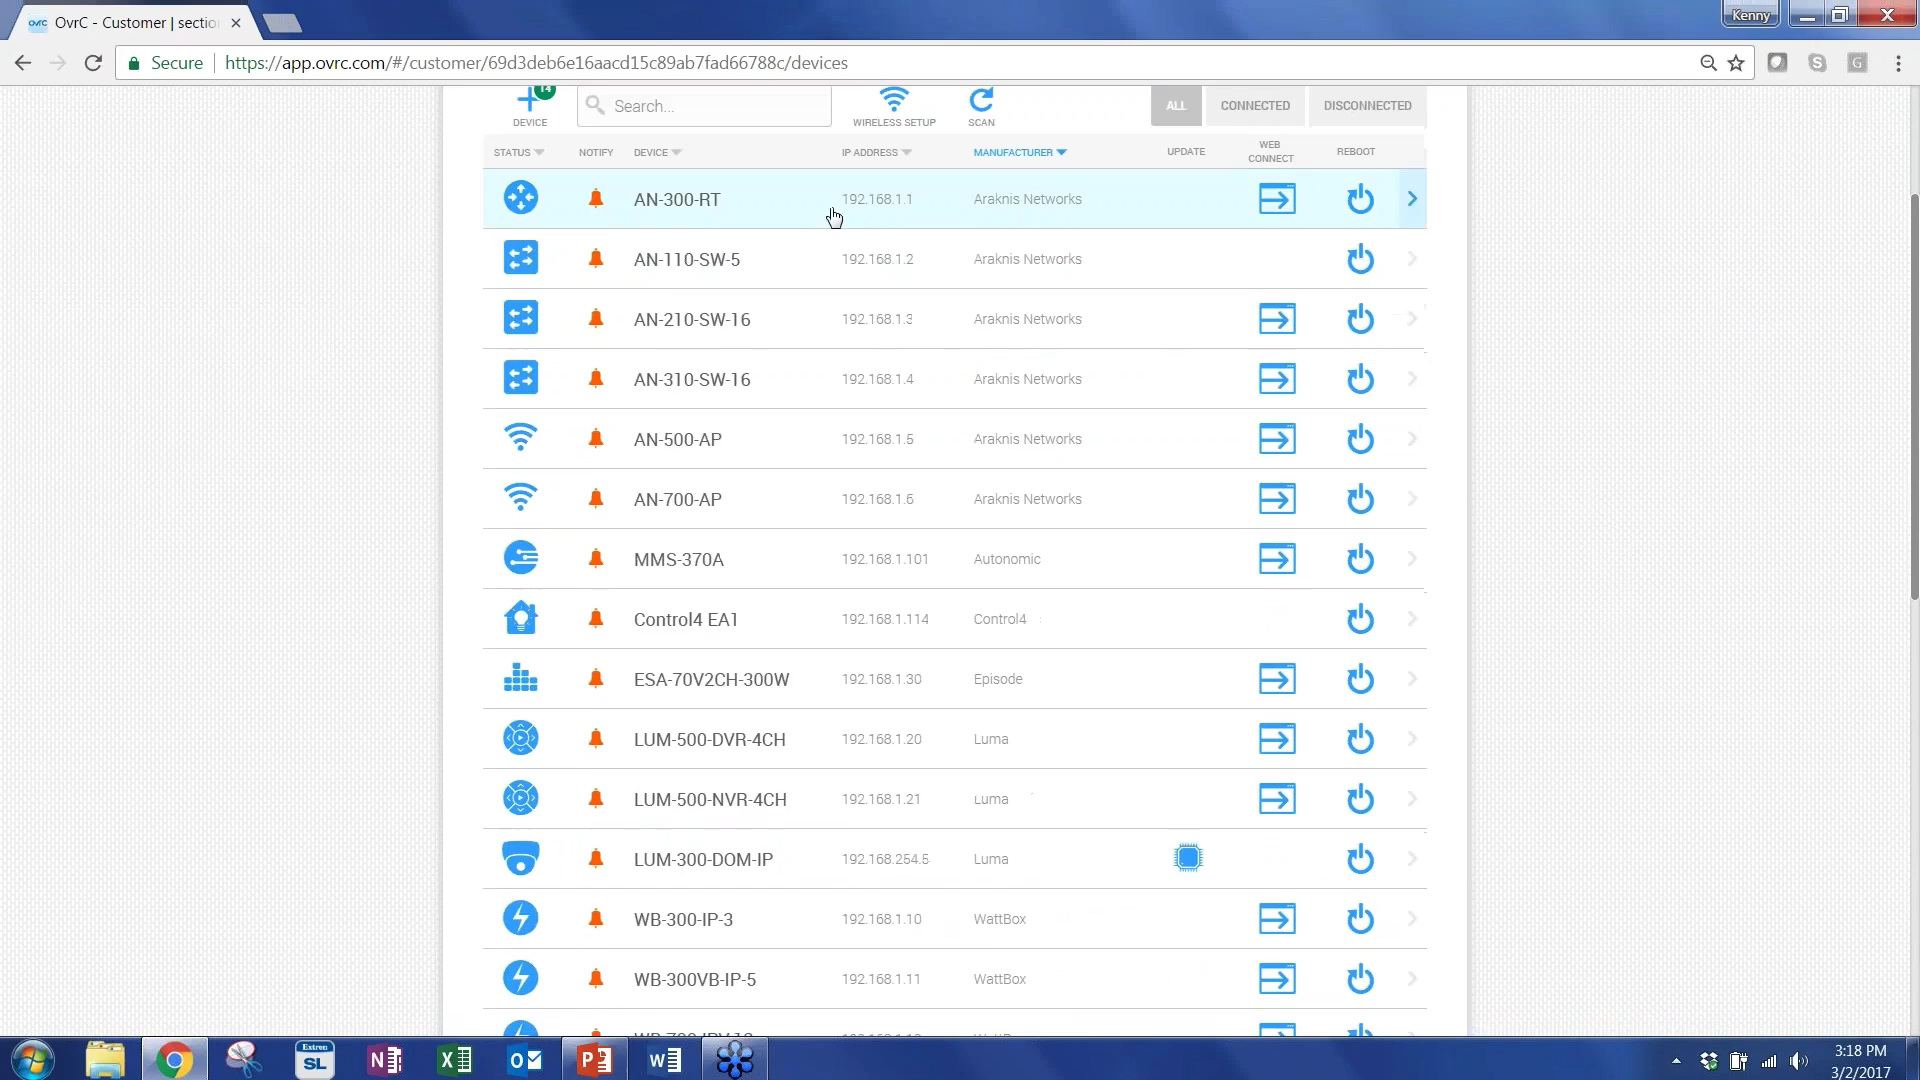 Kenny
ovrc OvrC - Customer | sectio
Secure https://app.ovrc.com/#/customer/69d3deb6e16aacd15c89ab7fad66788c/devices
S G
14
DEVICE
Search...
WIRELESS SETUP
SCAN
ALL CONNECTED DISCONNECTED
STATUS NOTIFY DEVICE IP ADDRESS MANUFACTURER UPDATE WEB CONNECT REBOOT
AN-300-RT 192.168.1.1 Araknis Networks
AN-110-SW-5 192.168.1.2 Araknis Networks
AN-210-SW-16 192.168.1.3 Araknis Networks
AN-310-SW-16 192.168.1.4 Araknis Networks
AN-500-AP 192.168.1.5 Araknis Networks
AN-700-AP 192.168.1.6 Araknis Networks
MMS-370A 192.168.1.101 Autonomic
Control4 EA1 192.168.1.114 Control4
ESA-70V2CH-300W 192.168.1.30 Episode
LUM-500-DVR-4CH 192.168.1.20 Luma
LUM-500-NVR-4CH 192.168.1.21 Luma
LUM-300-DOM-IP 192.168.254.5 Luma
WB-300-IP-3 192.168.1.10 WattBox
WB-300VB-IP-5 192.168.1.11 WattBox
Extron
SL
N
X
O
P
W
3:18 PM
3/2/2017